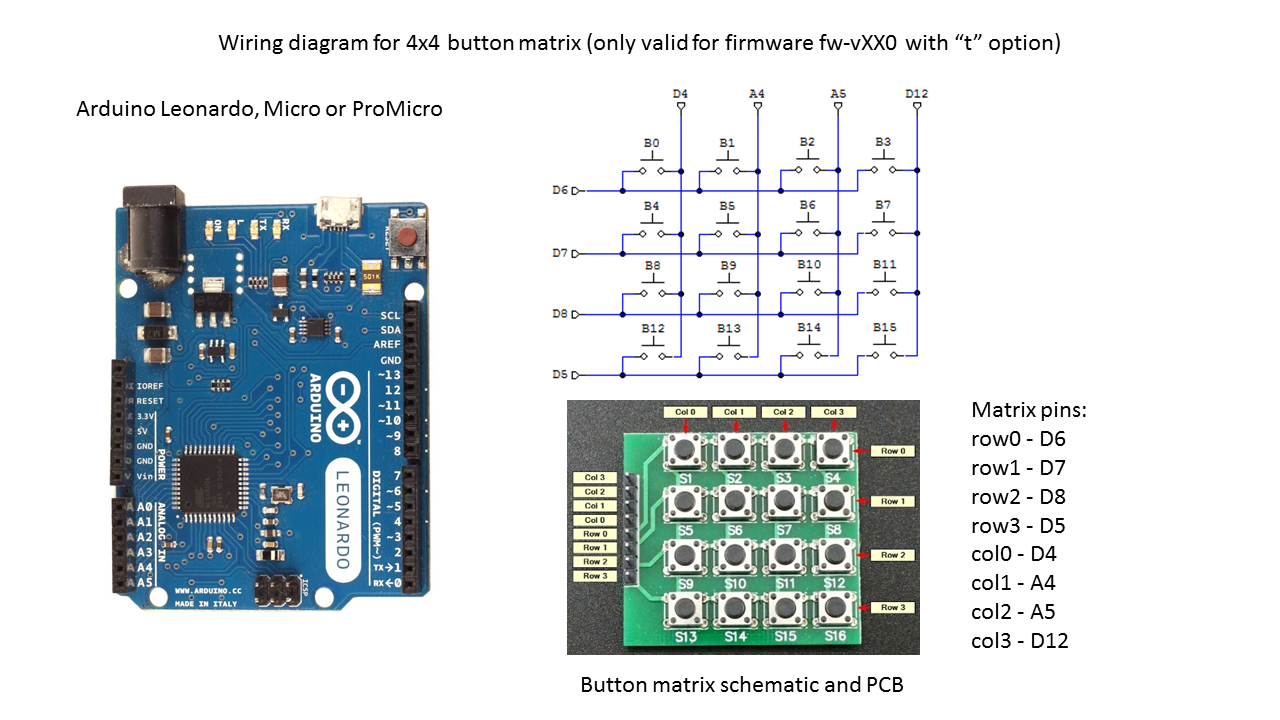 Wiring diagram for 4x4 button matrix (only valid for firmware fw-vXX0 with “t” option)
Arduino Leonardo, Micro or ProMicro
D4 A4 A5 D12
B0 B1 B2 B3
D6
B4 B5 B6 B7
D7
B8 B9 B10 B11
D8
B12 B13 B14 B15
D5
ON L TX RX
RESET
SCL
SDA
AREF
GND
~13
12
~11
~10
~9
8
7
~6
~5
4
~3
2
TX→1
RX←0
DIGITAL (PWM~)
ARDUINO
LEONARDO
IOREF
RESET
3.3V
5V
GND
GND
Vin
POWER
A0
A1
A2
A3
A4
A5
ANALOG IN
ICSP
WWW.ARDUINO.CC
MADE IN ITALY
Col 0 Col 1 Col 2 Col 3
Row 0
Row 1
Row 2
Row 3
Col 3
Col 2
Col 1
Col 0
Row 0
Row 1
Row 2
Row 3
S1 S2 S3 S4
S5 S6 S7 S8
S9 S10 S11 S12
S13 S14 S15 S16
Button matrix schematic and PCB
Matrix pins:
row0 - D6
row1 - D7
row2 - D8
row3 - D5
col0 - D4
col1 - A4
col2 - A5
col3 - D12